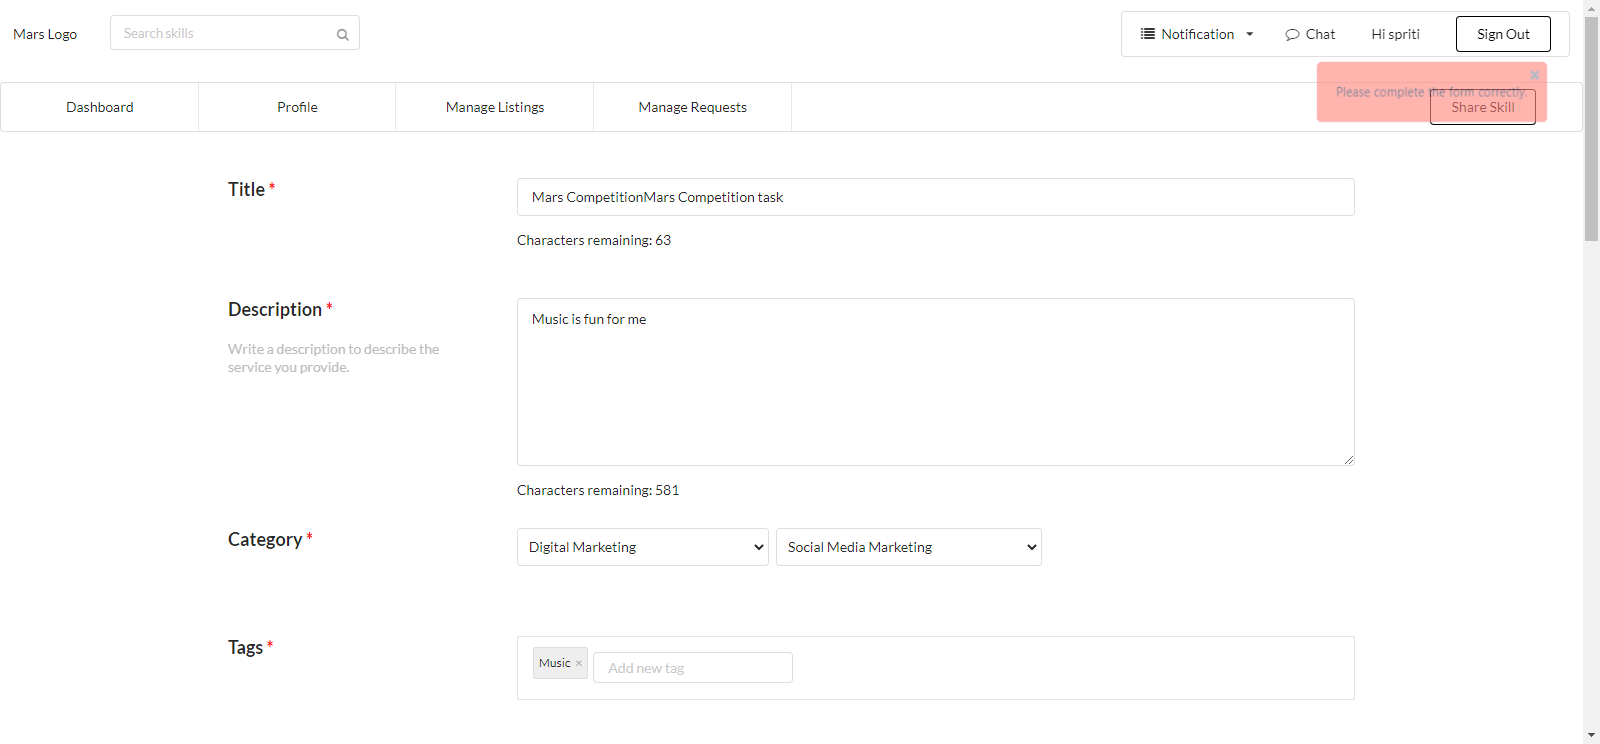 Mars Logo
Search skills
Notification
Chat
Hi spriti
Sign Out
Please complete the form correctly.
Dashboard
Profile
Manage Listings
Manage Requests
Share Skill
Title *
Mars CompetitionMars Competition task
Characters remaining: 63
Description *
Write a description to describe the
service you provide.
Music is fun for me
Characters remaining: 581
Category *
Digital Marketing
Social Media Marketing
Tags *
Music ×
Add new tag